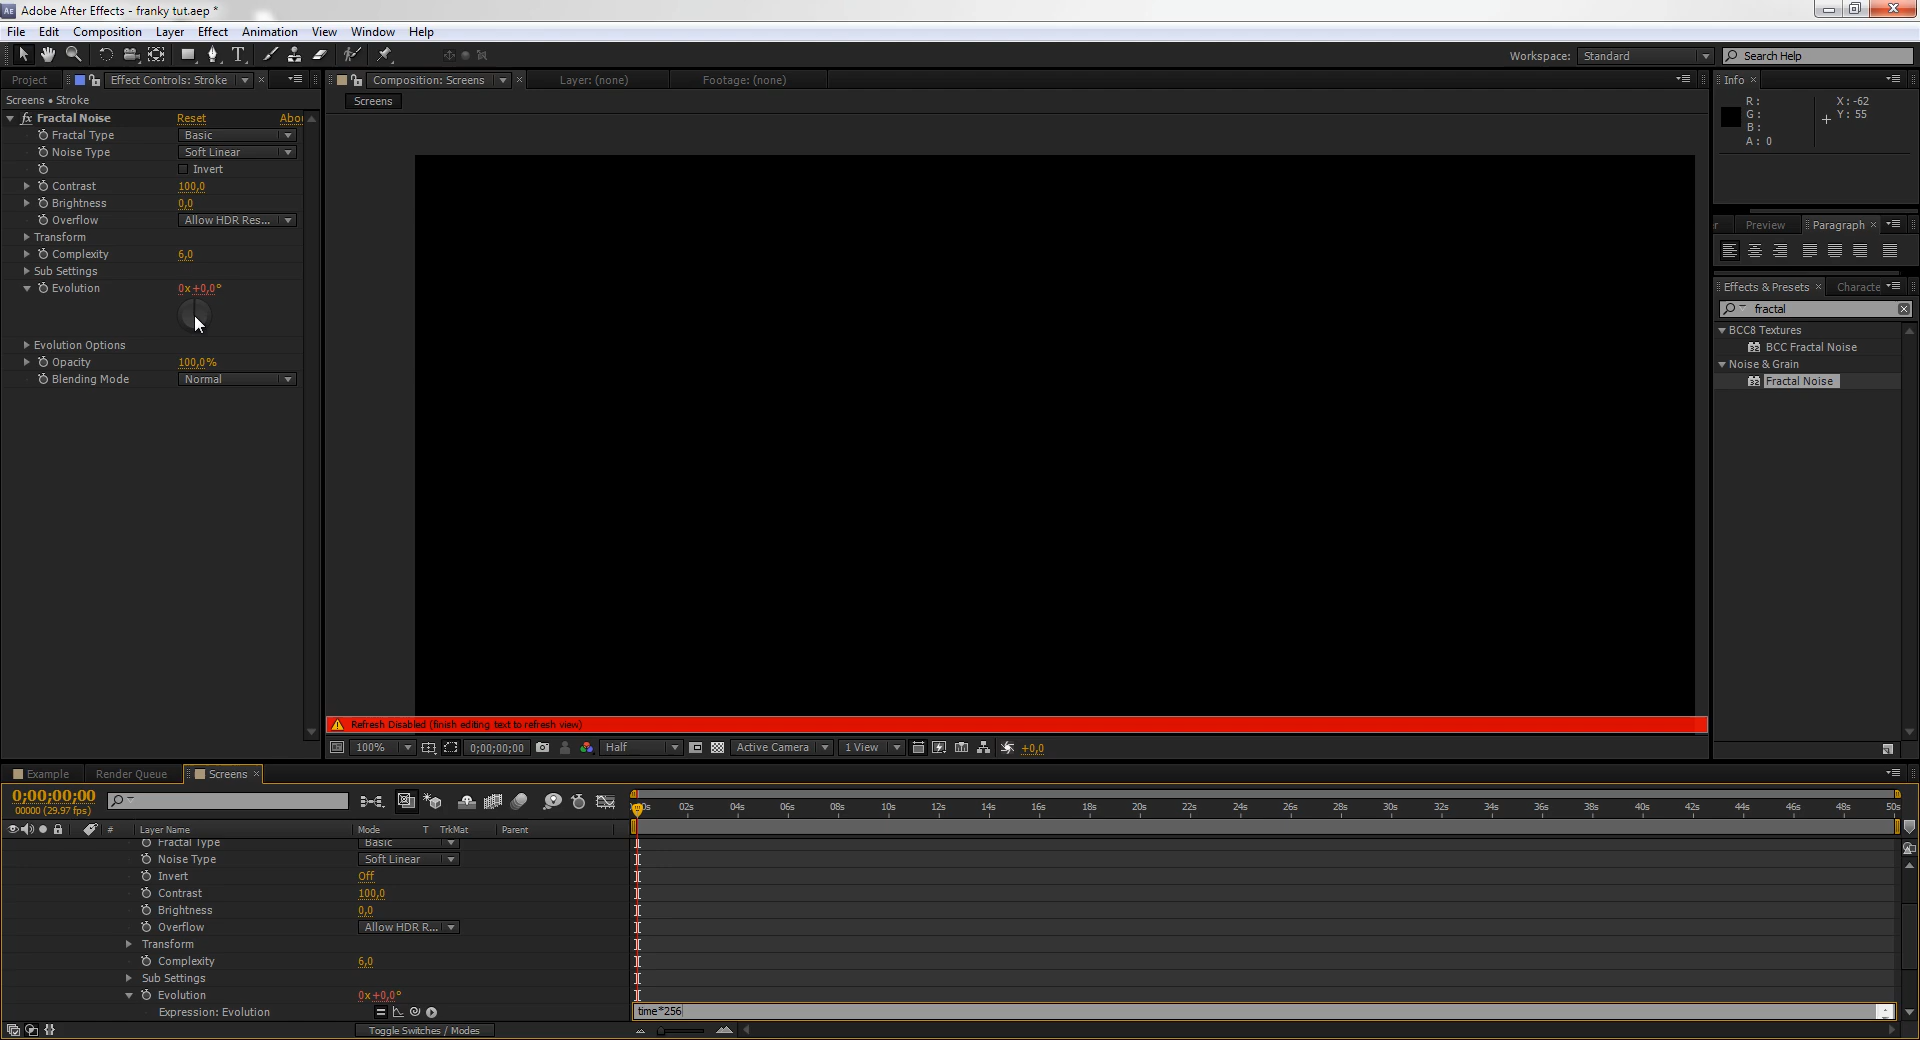 Adobe After Effects - franky tut.aep *
File Edit Composition Layer Effect Animation View Window Help
Workspace: Standard Search Help
Project Effect Controls: Stroke Composition: Screens Layer: (none) Footage: (none) Info
Screens • Stroke
Screens
fx Fractal Noise Reset Abou
Fractal Type Basic
Noise Type Soft Linear
Invert
Contrast 100,0
Brightness 0,0
Overflow Allow HDR Res...
Transform
Complexity 6,0
Sub Settings
Evolution 0x+0,0°
Evolution Options
Opacity 100,0%
Blending Mode Normal
R:
G:
B:
A: 0
X: -62
Y: 55
Preview Paragraph
Effects & Presets Characte
fractal
BCC8 Textures
BCC Fractal Noise
Noise & Grain
Fractal Noise
Refresh Disabled (finish editing text to refresh view)
100% 0;00;00;00 Half Active Camera 1 View +0,0
Example Render Queue Screens
0;00;00;00
00000 (29.97 fps)
02s 04s 06s 08s 10s 12s 14s 16s 18s 20s 22s 24s 26s 28s 30s 32s 34s 36s 38s 40s 42s 44s 46s 48s 50s
# Layer Name Mode T TrkMat Parent
Fractal Type Basic
Noise Type Soft Linear
Invert Off
Contrast 100,0
Brightness 0,0
Overflow Allow HDR R...
Transform
Complexity 6,0
Sub Settings
Evolution 0x+0,0°
Expression: Evolution time*256
Toggle Switches / Modes